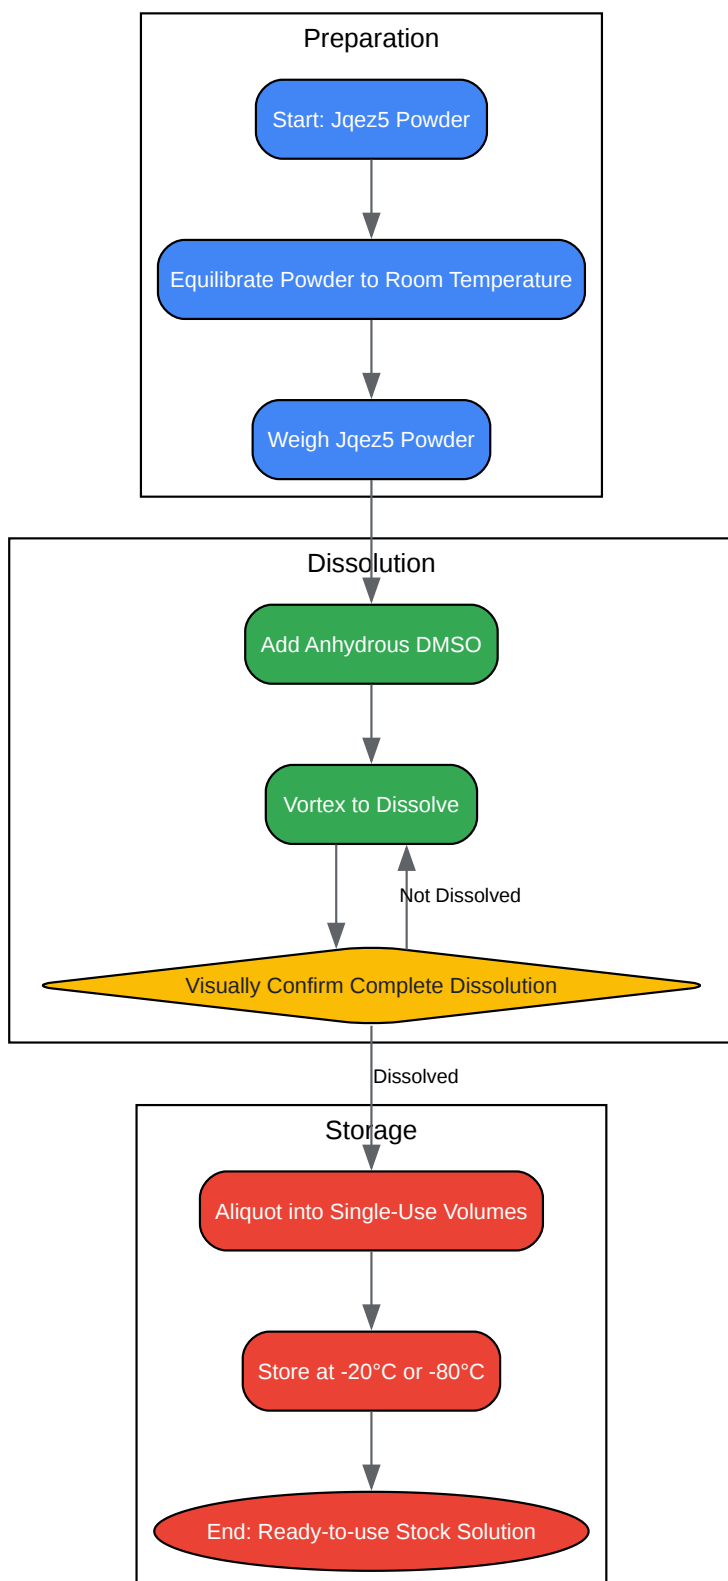 Preparation
Start: Jqez5 Powder
Equilibrate Powder to Room Temperature
Weigh Jqez5 Powder
Dissolution
Add Anhydrous DMSO
Vortex to Dissolve
Not Dissolved
Visually Confirm Complete Dissolution
Dissolved
Storage
Aliquot into Single-Use Volumes
Store at -20°C or -80°C
End: Ready-to-use Stock Solution